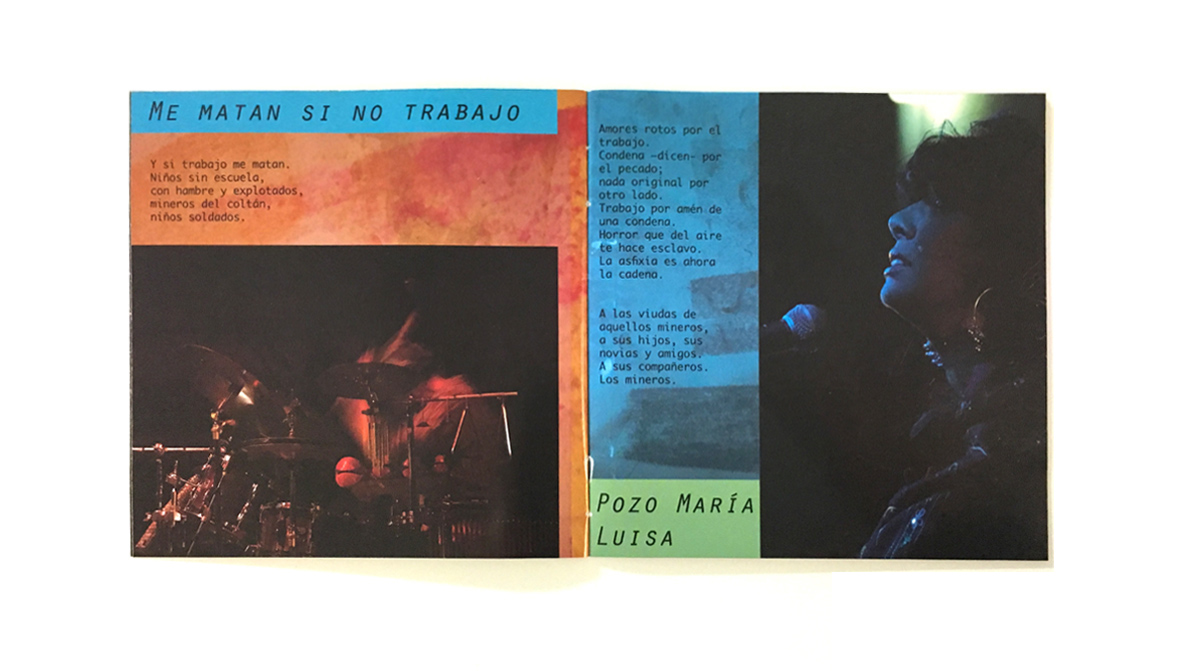 ME MATAN SI NO TRABAJO
Y si trabajo me matan.
Niños sin escuela,
con hambre y explotados,
mineros del coltán,
niños soldados.
Amores rotos por el
trabajo.
Condena –dicen– por
el pecado;
nada original por
otro lado.
Trabajo por amén de
una condena.
Horror que del aire
te hace esclavo.
La asfixia es ahora
la cadena.
A las viudas de
aquellos mineros,
a sus hijos, sus
novias y amigos.
A sus compañeros.
Los mineros.
POZO MARÍA
LUISA